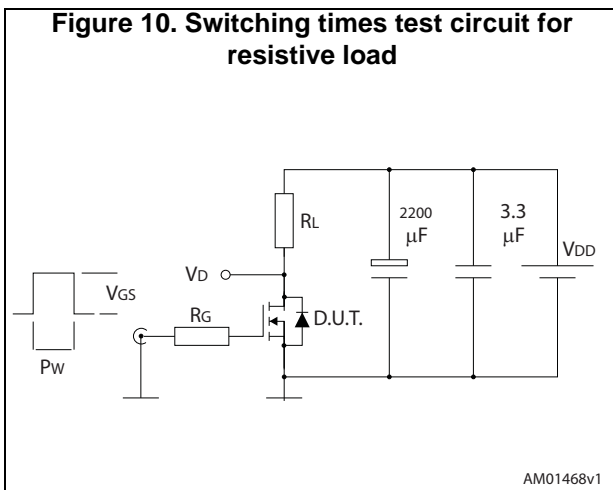 Figure 10. Switching times test circuit for
resistive load
RL
2200
μF
3.3
μF
VDD
VD
VGS
RG
D.U.T.
PW
AM01468v1